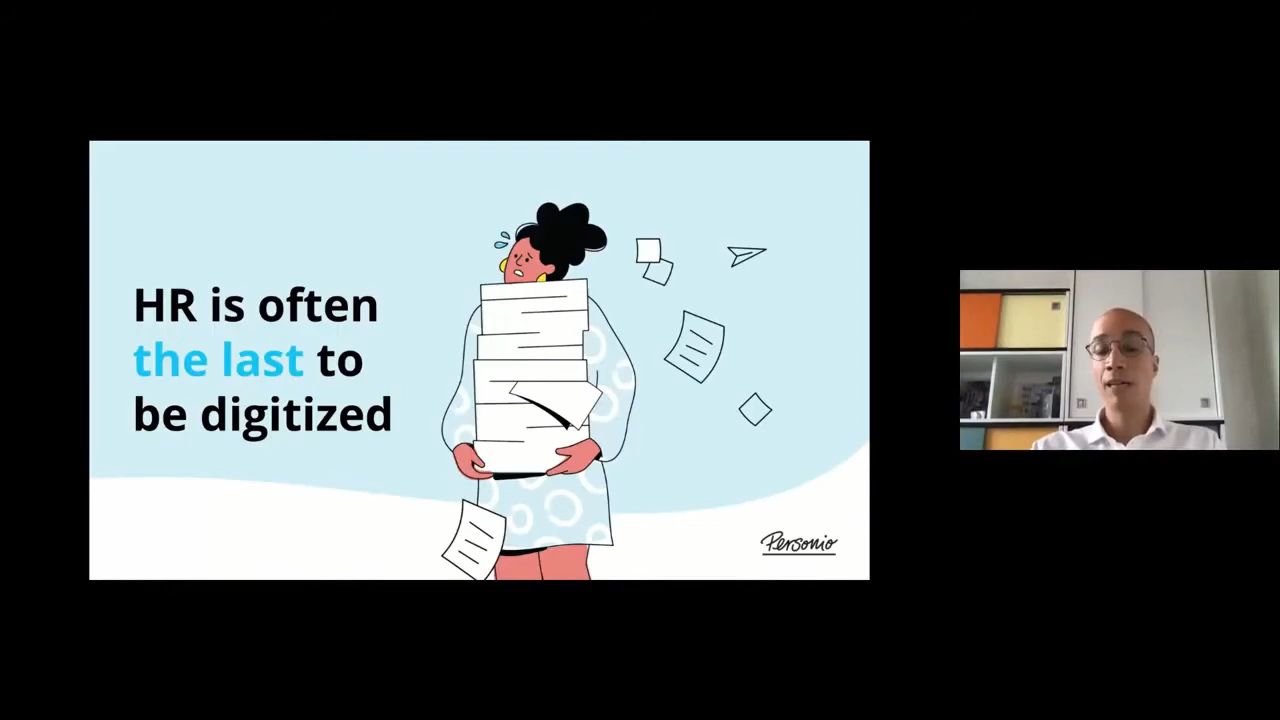 HR is often
the last to
be digitized
Personio